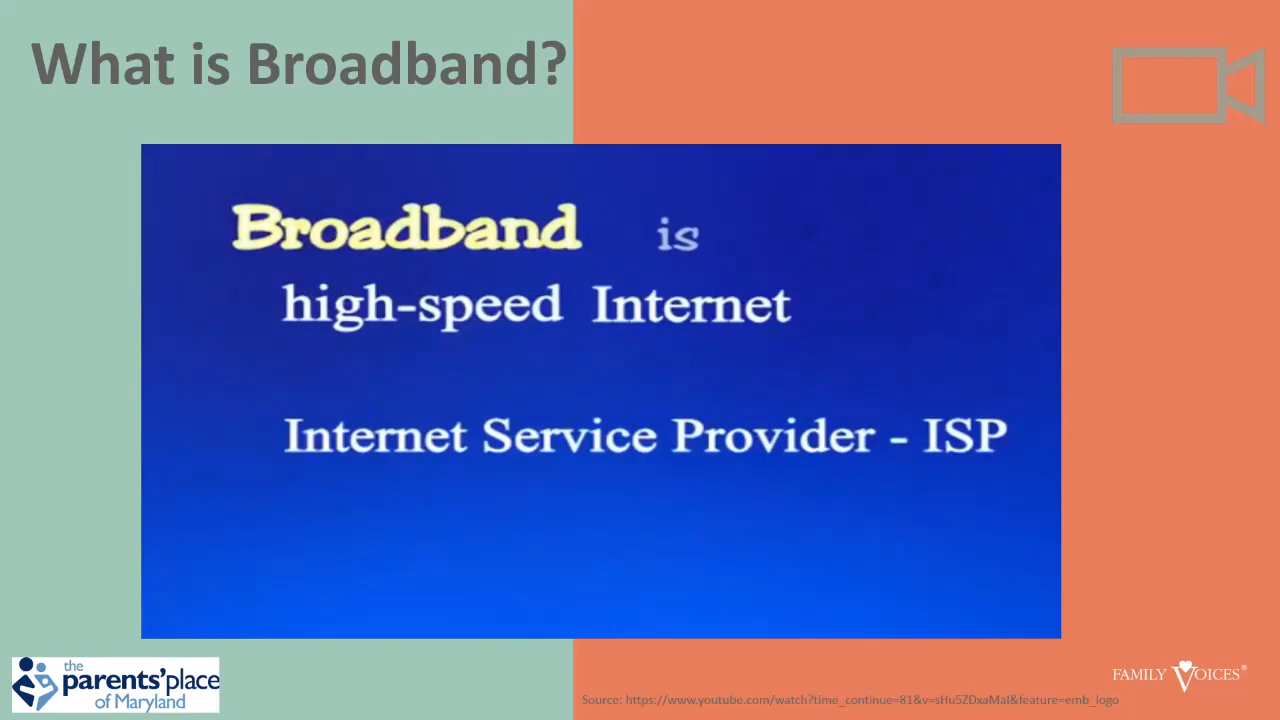 What is Broadband?
Broadband is
high-speed Internet
Internet Service Provider - ISP
the
parents'place
of Maryland
FAMILY VOICES®
Source: https://www.youtube.com/watch?time_continue=81&v=sHu5ZDxaMaI&feature=emb_logo